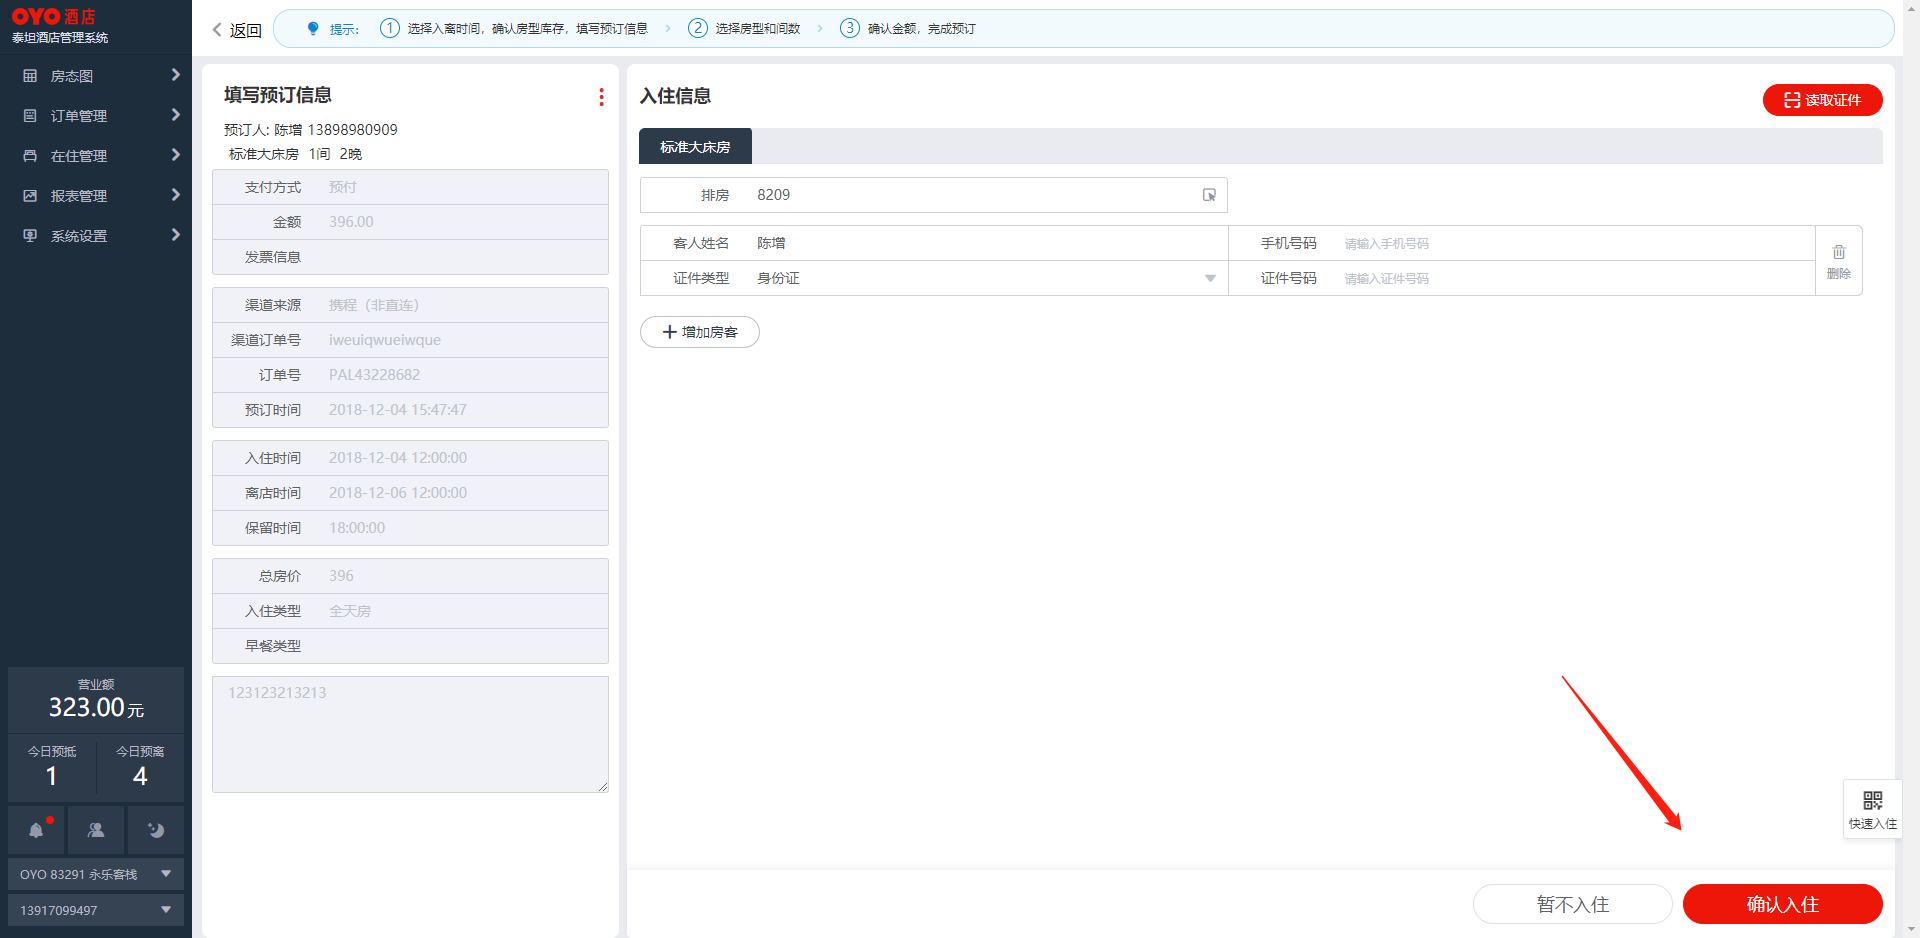 OYO 酒店
泰坦酒店管理系统
房态图
订单管理
在住管理
报表管理
系统设置
营业额
323.00元
今日预抵 今日预离
1 4
OYO 83291 永乐客栈
13917099497
返回
提示: 1 选择入离时间，确认房型库存，填写预订信息 2 选择房型和间数 3 确认金额，完成预订
填写预订信息
预订人: 陈增 13898980909
标准大床房 1间 2晚
支付方式 预付
金额 396.00
发票信息
渠道来源 携程（非直连）
渠道订单号 iweuiqwueiwque
订单号 PAL43228682
预订时间 2018-12-04 15:47:47
入住时间 2018-12-04 12:00:00
离店时间 2018-12-06 12:00:00
保留时间 18:00:00
总房价 396
入住类型 全天房
早餐类型
123123213213
入住信息
读取证件
标准大床房
排房 8209
客人姓名 陈增 手机号码 请输入手机号码
证件类型 身份证 证件号码 请输入证件号码
删除
增加房客
快速入住
暂不入住 确认入住